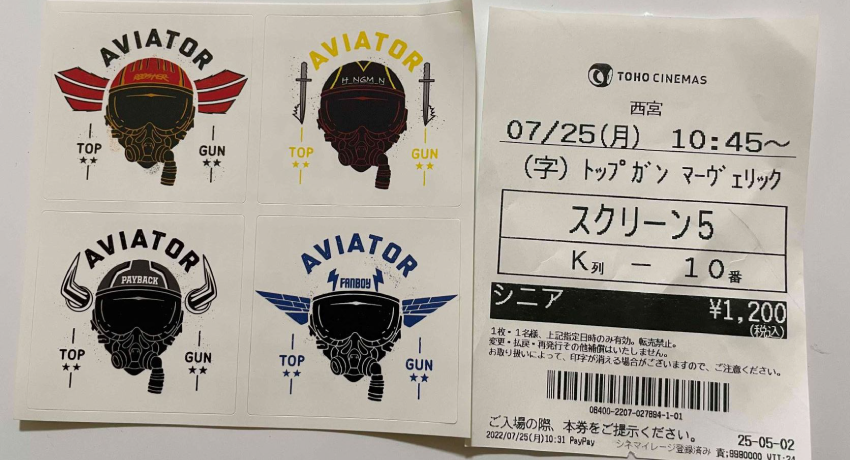 AVIATOR
ROOSTER
TOP
GUN
AVIATOR
H_NGM_N
TOP
GUN
AVIATOR
PAYBACK
TOP
GUN
AVIATOR
FANBOY
TOP
GUN
TOHO CINEMAS
西宮
07/25(月) 10:45～
(字) トップガン マーヴェリック
スクリーン5
K列 － 10番
シニア
¥1,200
(税込)
1枚・1名様、上記指定日時のみ有効。転売禁止。
変更・払戻・再発行その他補償はいたしません。
お取り扱いによって、印字が消える場合がございますので、ご注意ください。
08400-2207-027894-1-01
ご入場の際、本券をご提示ください。
25-05-02
2022/07/25(月)10:31 PayPay シネマイレージ登録済み 責:9980000 VIT:24